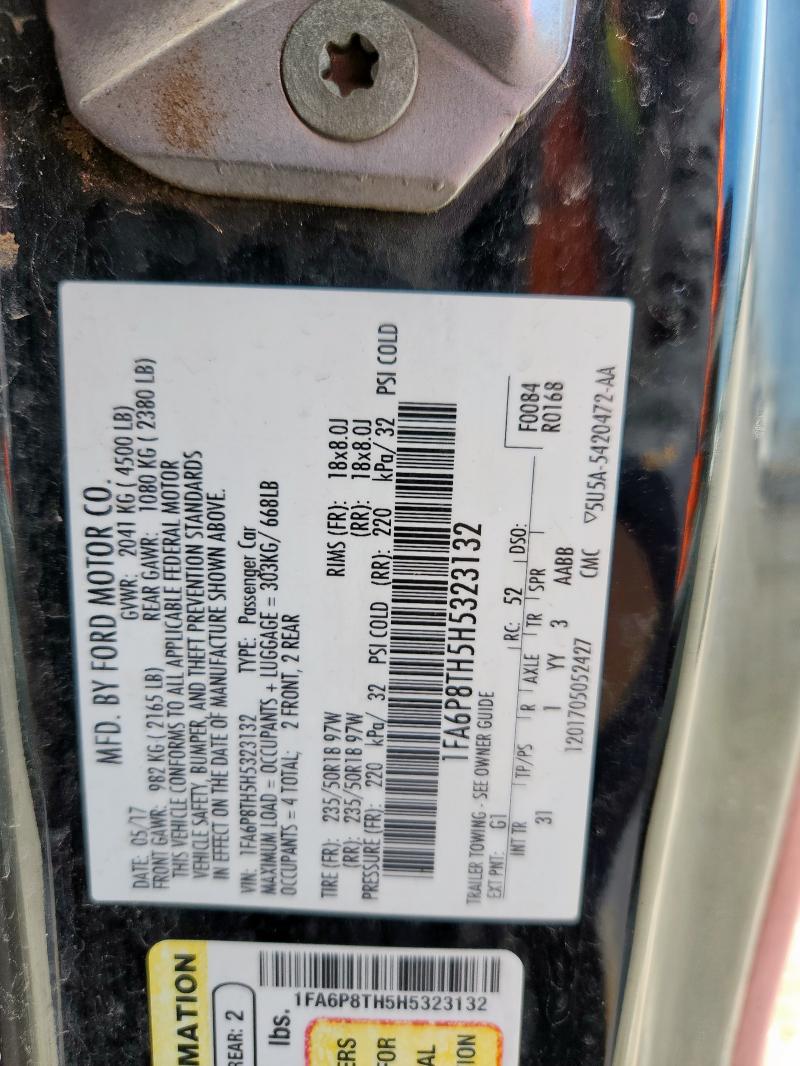 MFD. BY FORD MOTOR CO.
DATE: 05/17 GVWR: 2041 KG ( 4500 LB)
FRONT GAWR: 982 KG ( 2165 LB) REAR GAWR: 1080 KG ( 2380 LB)
THIS VEHICLE CONFORMS TO ALL APPLICABLE FEDERAL MOTOR
VEHICLE SAFETY, BUMPER, AND THEFT PREVENTION STANDARDS
IN EFFECT ON THE DATE OF MANUFACTURE SHOWN ABOVE.
VIN: 1FA6P8TH5H5323132 TYPE: Passenger Car
MAXIMUM LOAD = OCCUPANTS + LUGGAGE = 303KG/ 668LB
OCCUPANTS = 4 TOTAL; 2 FRONT, 2 REAR
TIRE (FR): 235/50R18 97W RIMS (FR): 18x8.0J
(RR): 235/50R18 97W (RR): 18x8.0J
PRESSURE (FR): 220 kPa/ 32 PSI COLD (RR): 220 kPa/ 32 PSI COLD
1FA6P8TH5H5323132
TRAILER TOWING - SEE OWNER GUIDE
EXT PNT: G1 RC: 52 DSO: F0084
R0168
INT TR TP/PS R AXLE TR SPR
31 1 YY 3 AABB
1201705052427 CMC ▽5U5A-5420472-AA
MATION
REAR: 2
lbs.
1FA6P8TH5H5323132
ERS
FOR
AL
ION